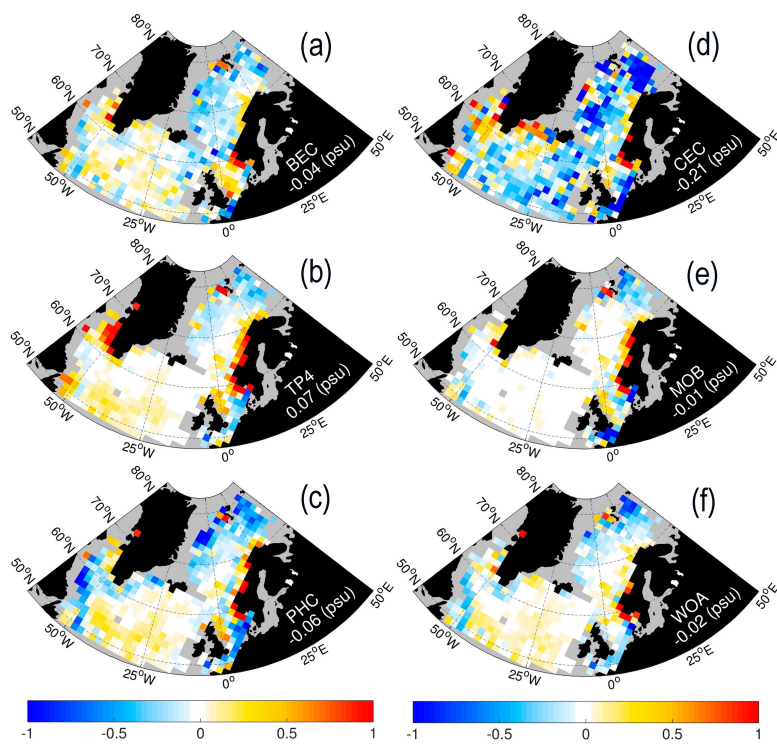 (a)
80°N
70°N
60°N
50°N
50°W
25°W
0°
25°E
50°E
BEC
-0.04 (psu)
(d)
80°N
70°N
60°N
50°N
50°W
25°W
0°
25°E
50°E
CEC
-0.21 (psu)
(b)
80°N
70°N
60°N
50°N
50°W
25°W
0°
25°E
50°E
TP4
0.07 (psu)
(e)
80°N
70°N
60°N
50°N
50°W
25°W
0°
25°E
50°E
MOB
-0.01 (psu)
(c)
80°N
70°N
60°N
50°N
50°W
25°W
0°
25°E
50°E
PHC
-0.06 (psu)
(f)
80°N
70°N
60°N
50°N
50°W
25°W
0°
25°E
50°E
WOA
-0.02 (psu)
-1 -0.5 0 0.5 1
-1 -0.5 0 0.5 1